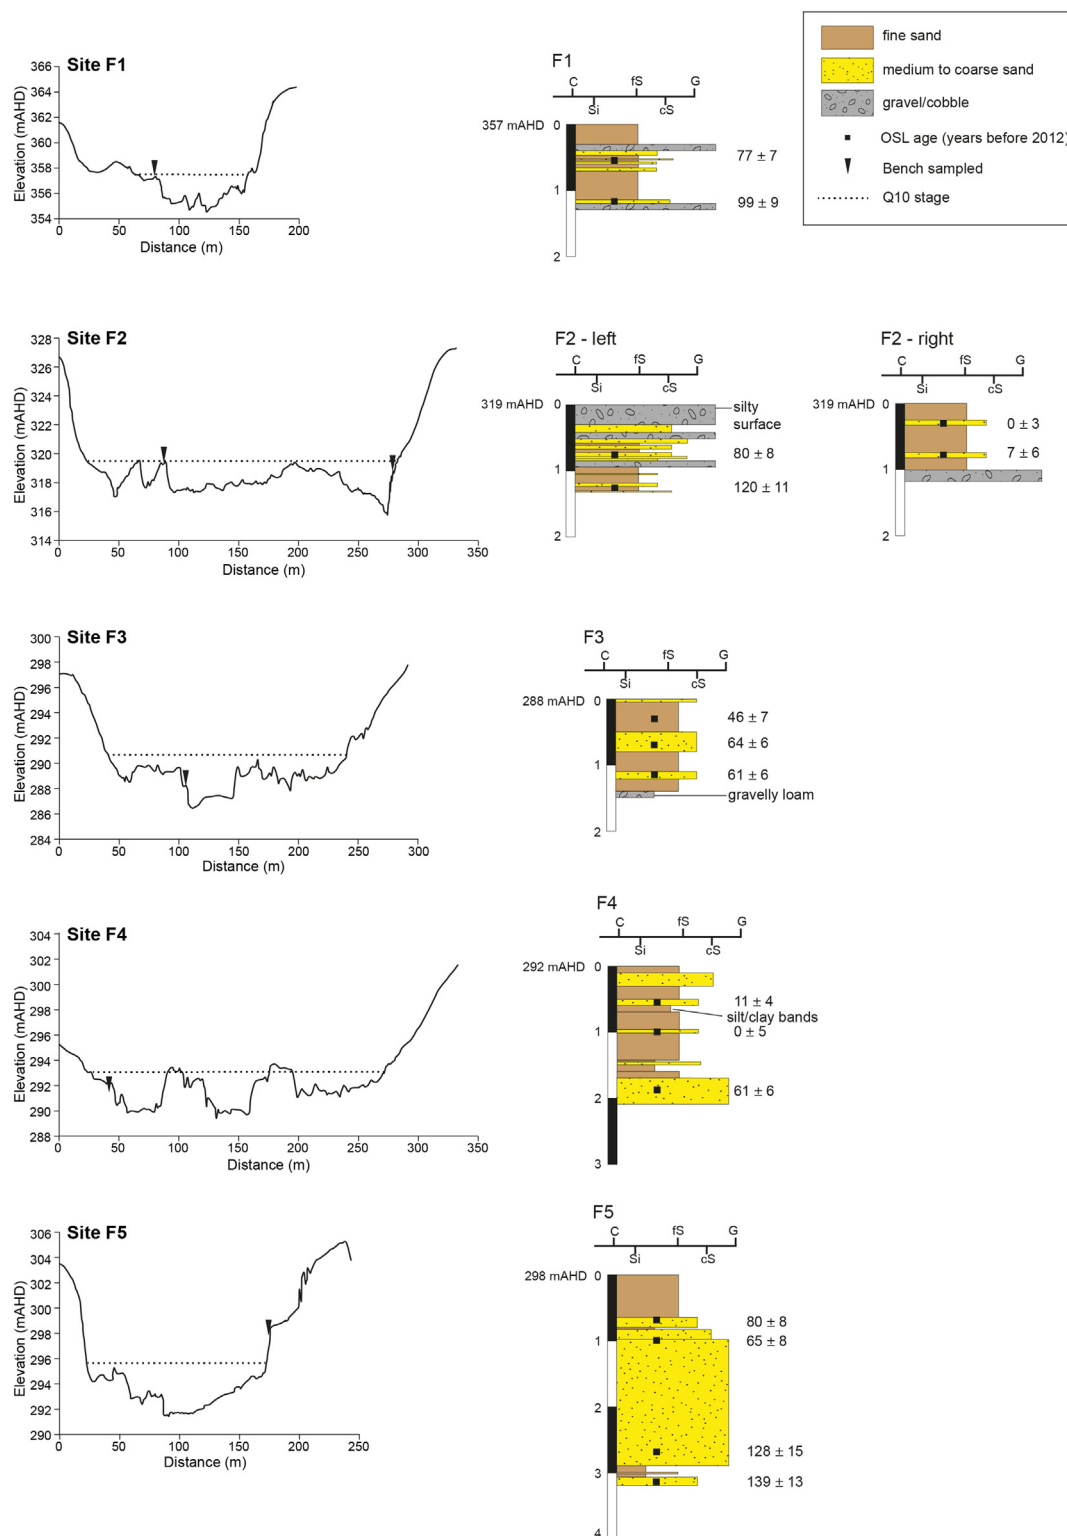 fine sand
medium to coarse sand
gravel/cobble
OSL age (years before 2012)
Bench sampled
Q10 stage
Site F1
Elevation (mAHD)
366
364
362
360
358
356
354
0 50 100 150 200
Distance (m)
F1
C fS G
Si cS
357 mAHD
0
1
2
77 ± 7
99 ± 9
Site F2
Elevation (mAHD)
328
326
324
322
320
318
316
314
0 50 100 150 200 250 300 350
Distance (m)
F2 - left
C fS G
Si cS
319 mAHD
0
1
2
silty
surface
80 ± 8
120 ± 11
F2 - right
C fS G
Si cS
319 mAHD
0
1
2
0 ± 3
7 ± 6
Site F3
Elevation (mAHD)
300
298
296
294
292
290
288
286
284
0 50 100 150 200 250 300
Distance (m)
F3
C fS G
Si cS
288 mAHD
0
1
2
46 ± 7
64 ± 6
61 ± 6
gravelly loam
Site F4
Elevation (mAHD)
304
302
300
298
296
294
292
290
288
0 50 100 150 200 250 300 350
Distance (m)
F4
C fS G
Si cS
292 mAHD
0
1
2
3
11 ± 4
silt/clay bands
0 ± 5
61 ± 6
Site F5
Elevation (mAHD)
306
304
302
300
298
296
294
292
290
0 50 100 150 200 250
Distance (m)
F5
C fS G
Si cS
298 mAHD
0
1
2
3
4
80 ± 8
65 ± 8
128 ± 15
139 ± 13